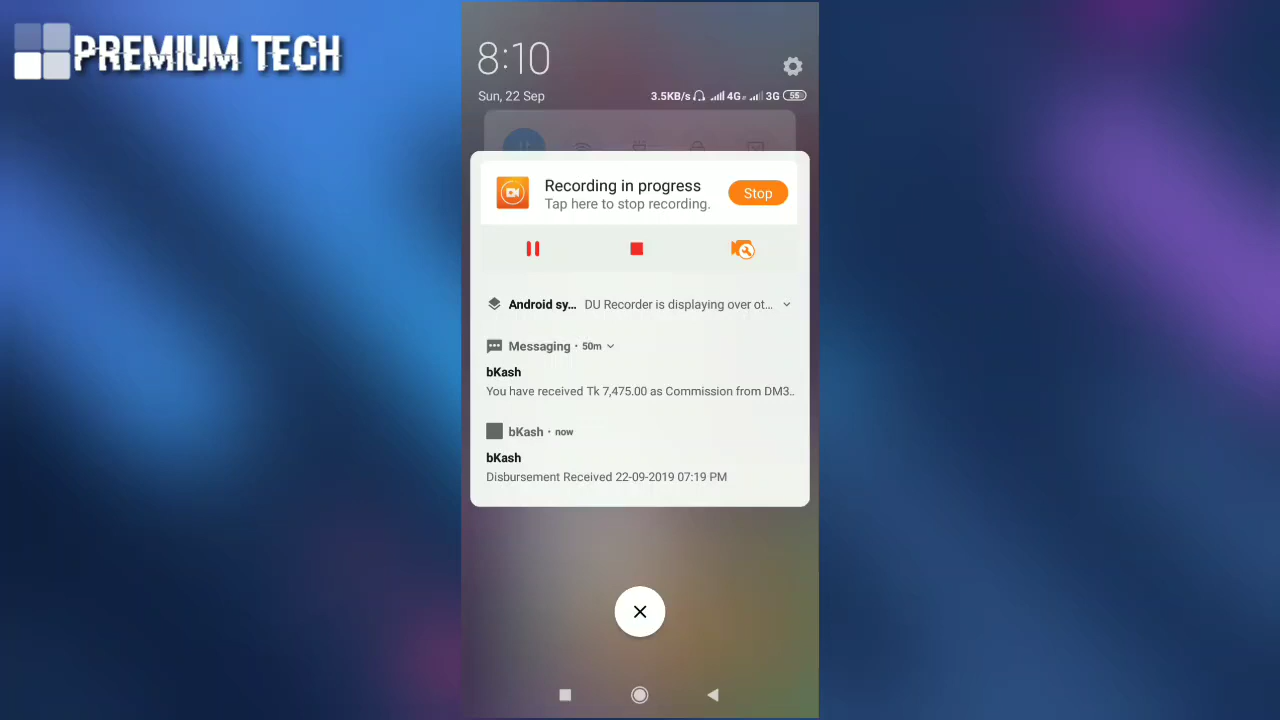 PREMIUM TECH
8:10
Sun, 22 Sep
3.5KB/s 4G 3G 55
Recording in progress
Tap here to stop recording.
Stop
Android sy... DU Recorder is displaying over ot...
Messaging • 50m
bKash
You have received Tk 7,475.00 as Commission from DM3..
bKash • now
bKash
Disbursement Received 22-09-2019 07:19 PM